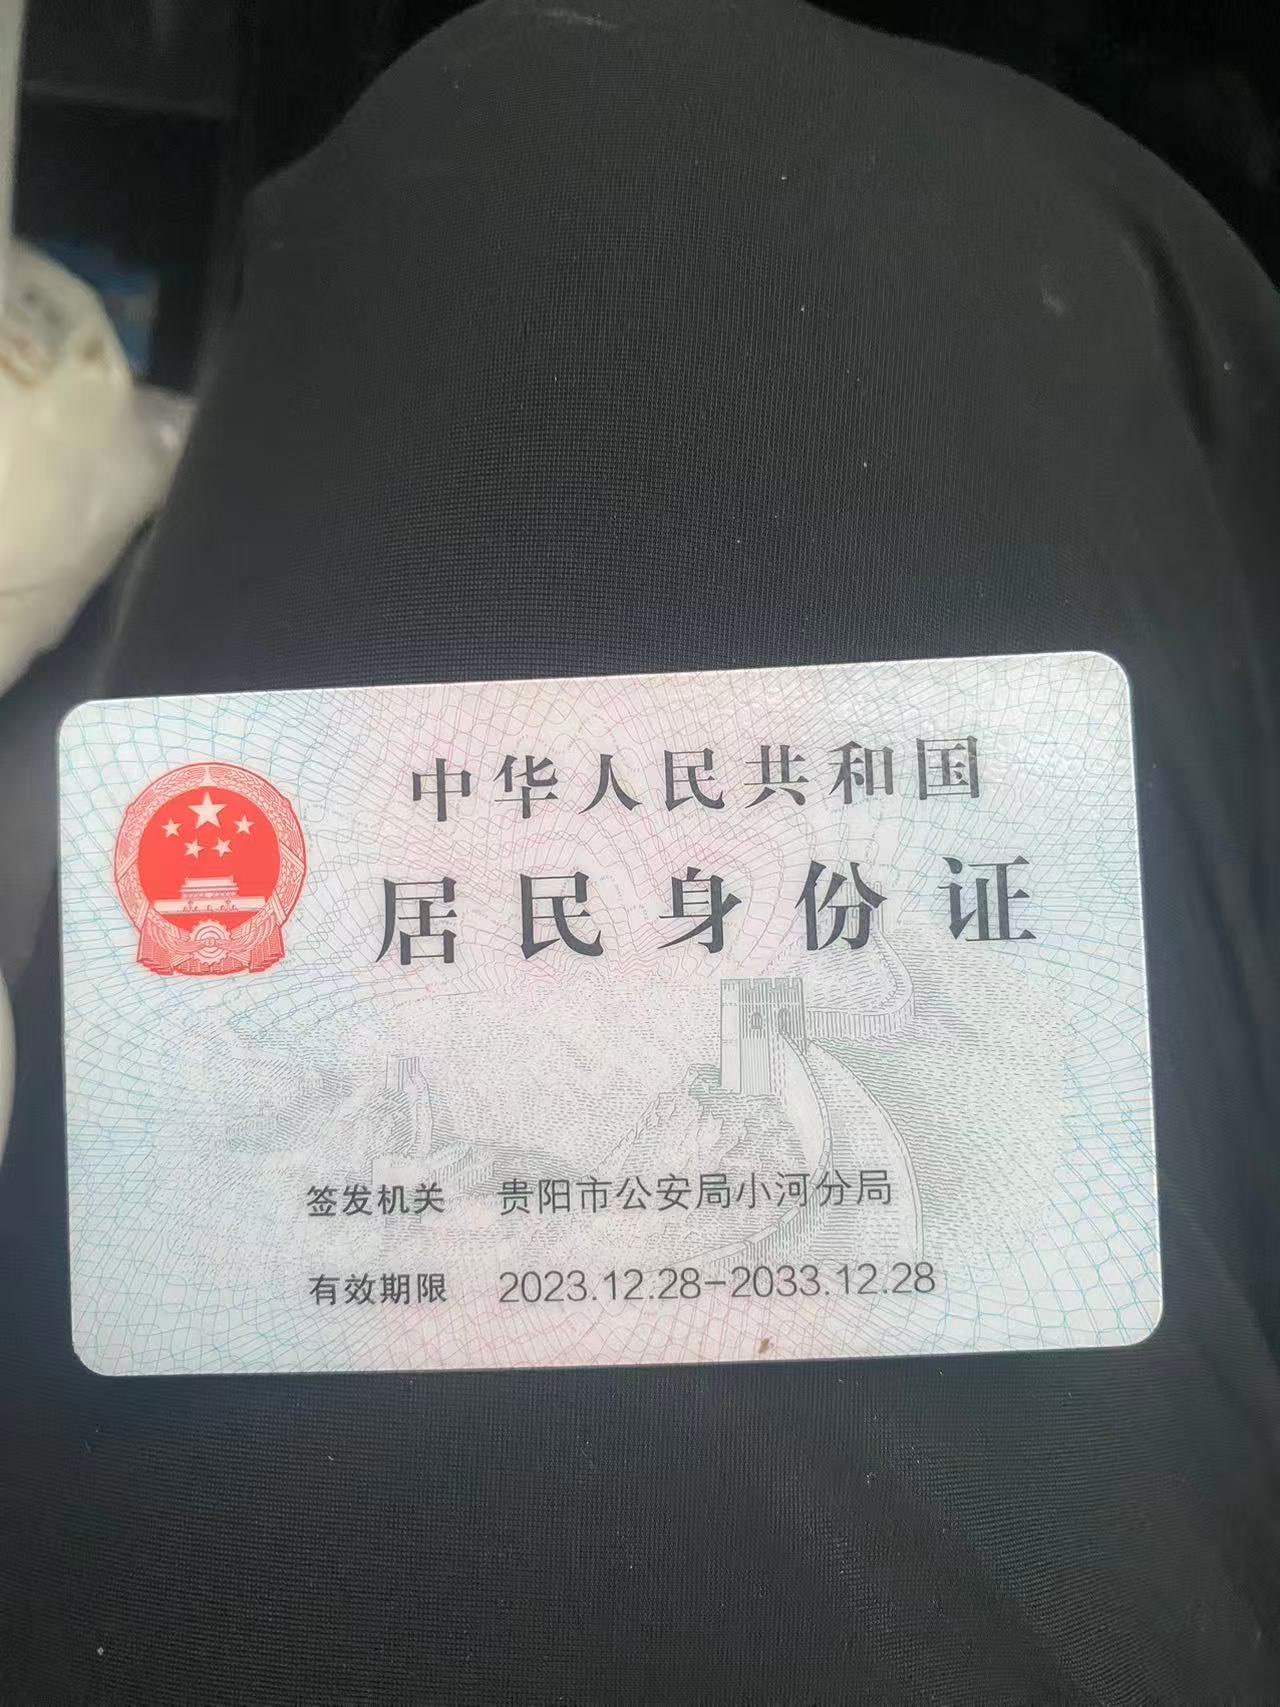 中华人民共和国
居民身份证
签发机关 贵阳市公安局小河分局
有效期限 2023.12.28-2033.12.28